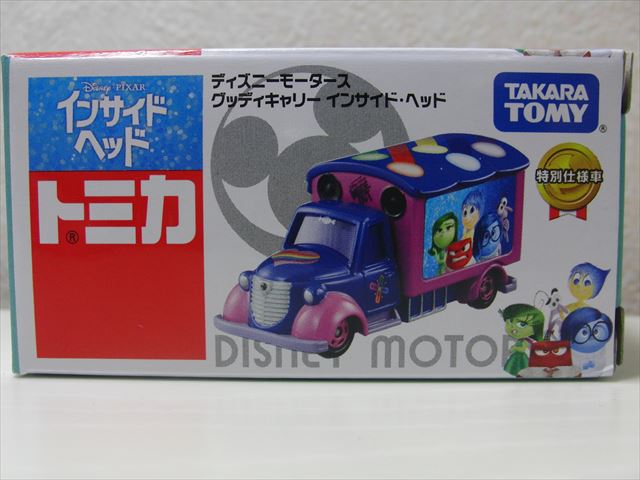 Disney PIXAR
インサイド
ヘッド
トミカ
®
ディズニーモータース
グッディキャリー インサイド・ヘッド
TAKARA
TOMY
®
特別仕様車
DISNEY MOTOR